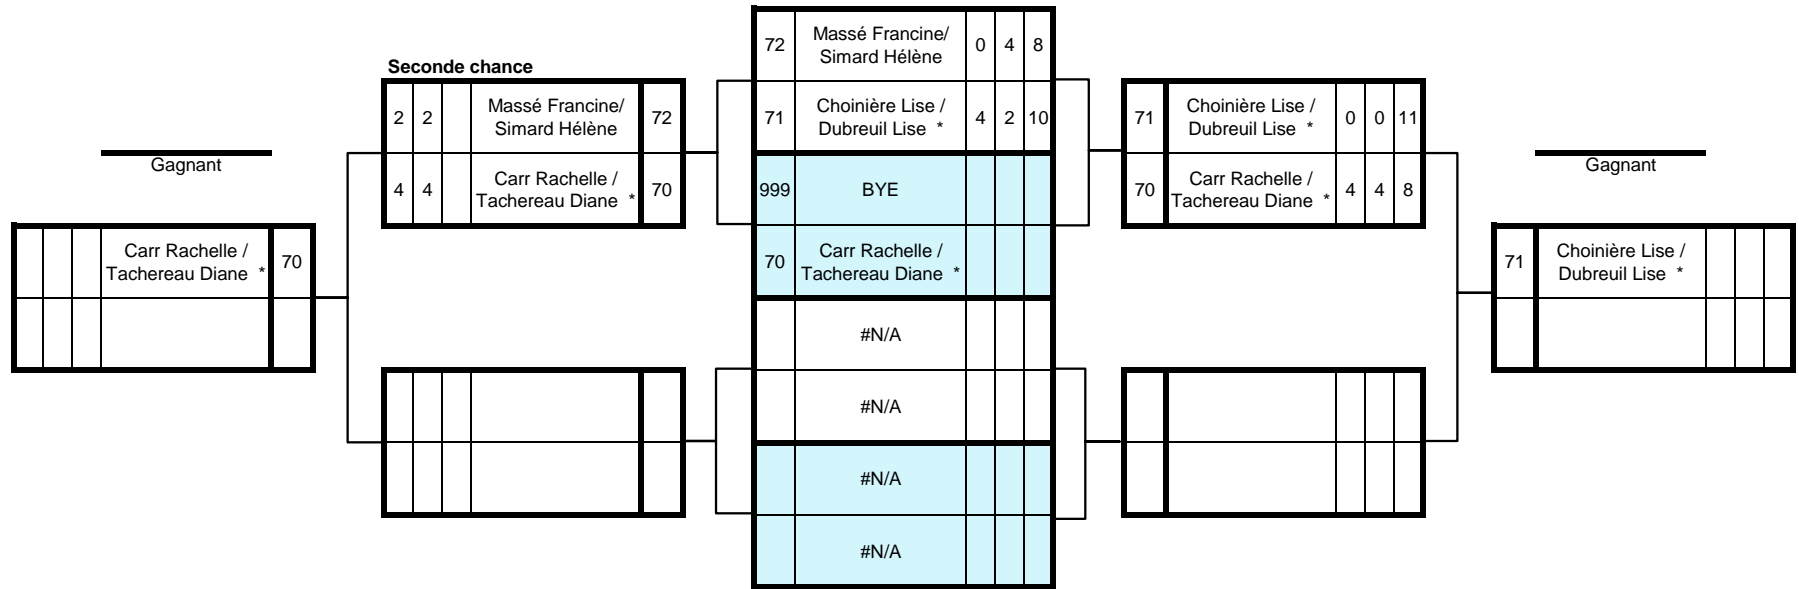 Seconde chance
Gagnant
Carr Rachelle / 70
Tachereau Diane *
2 2 Massé Francine/ 72
Simard Hélène
4 4 Carr Rachelle / 70
Tachereau Diane *
72 Massé Francine/ 0 4 8
Simard Hélène
71 Choinière Lise / 4 2 10
Dubreuil Lise *
999 BYE
70 Carr Rachelle /
Tachereau Diane *
#N/A
#N/A
#N/A
#N/A
71 Choinière Lise / 0 0 11
Dubreuil Lise *
70 Carr Rachelle / 4 4 8
Tachereau Diane *
Gagnant
71 Choinière Lise /
Dubreuil Lise *